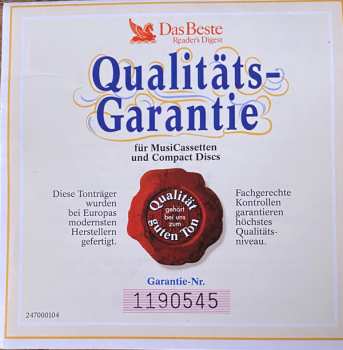 Das Beste
Reader's Digest
Qualitäts-
Garantie
für MusiCassetten
und Compact Discs
Diese Tonträger
wurden
bei Europas
modernsten
Herstellern
gefertigt.
Qualität
gehört
bei uns
zum
guten Ton
Fachgerechte
Kontrollen
garantieren
höchstes
Qualitäts-
niveau.
Garantie-Nr.
1190545
247000104